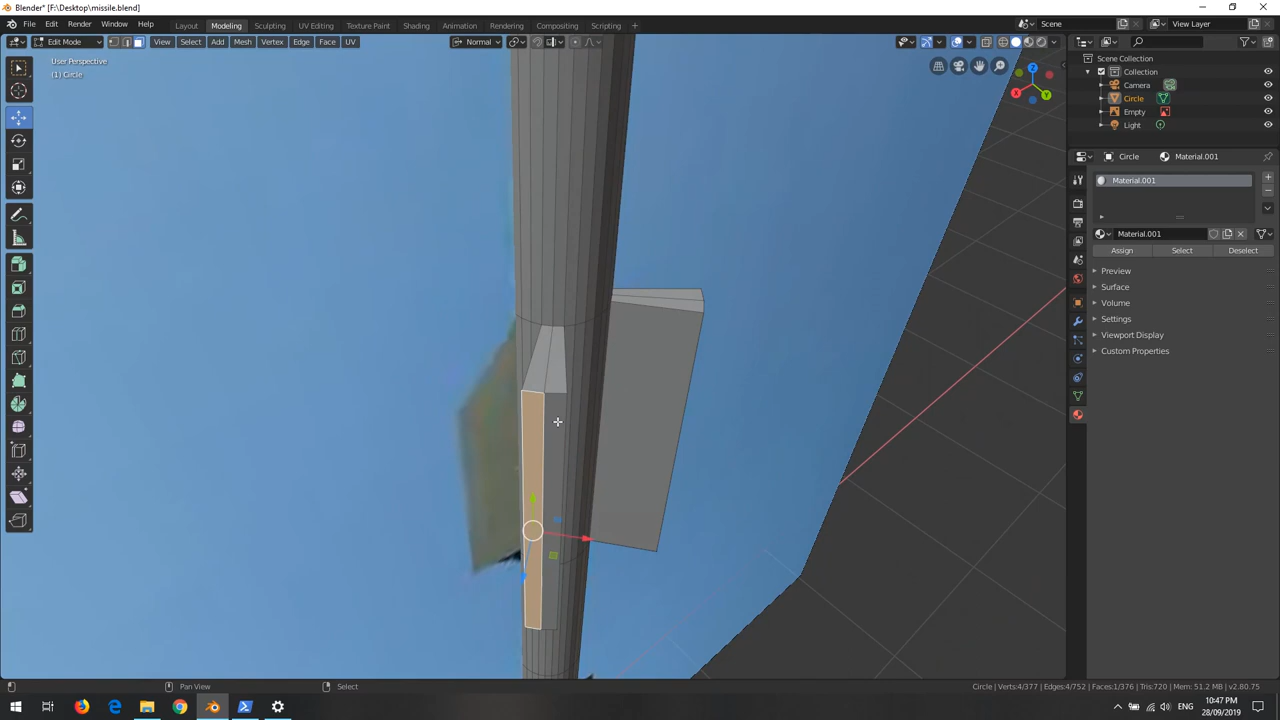 Blender* [F:\Desktop\missile.blend]
File Edit Render Window Help Layout Modeling Sculpting UV Editing Texture Paint Shading Animation Rendering Compositing Scripting + Scene View Layer
Edit Mode View Select Add Mesh Vertex Edge Face UV Normal
User Perspective
(1) Circle
X Y Z
Scene Collection
Collection
Camera
Circle
Empty
Light
Circle Material.001
Material.001
Material.001
Assign Select Deselect
Preview
Surface
Volume
Settings
Viewport Display
Custom Properties
Pan View Select Circle | Verts:4/377 | Edges:4/752 | Faces:1/376 | Tris:720 | Mem: 51.2 MB | v2.80.75
ENG
10:47 PM
28/09/2019